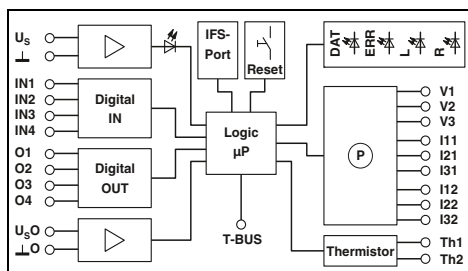 US
⊥
IFS-
Port
Reset
DAT
ERR
L
R
IN1
IN2
IN3
IN4
Digital
IN
O1
O2
O3
O4
Digital
OUT
USO
⊥O
Logic
µP
T-BUS
P
V1
V2
V3
I11
I21
I31
I12
I22
I32
Thermistor
Th1
Th2